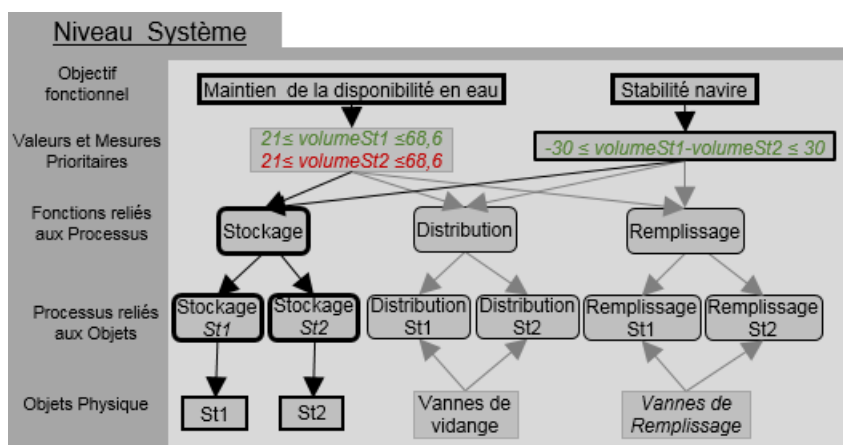 Niveau Système
Objectif
fonctionnel
Maintien de la disponibilité en eau
Stabilité navire
Valeurs et Mesures
Prioritaires
21≤ volumeSt1 ≤68,6
21≤ volumeSt2 ≤68,6
-30 ≤ volumeSt1-volumeSt2 ≤ 30
Fonctions reliés
aux Processus
Stockage
Distribution
Remplissage
Processus reliés
aux Objets
Stockage
St1
Stockage
St2
Distribution
St1
Distribution
St2
Remplissage
St1
Remplissage
St2
Objets Physique
St1
St2
Vannes de
vidange
Vannes de
Remplissage